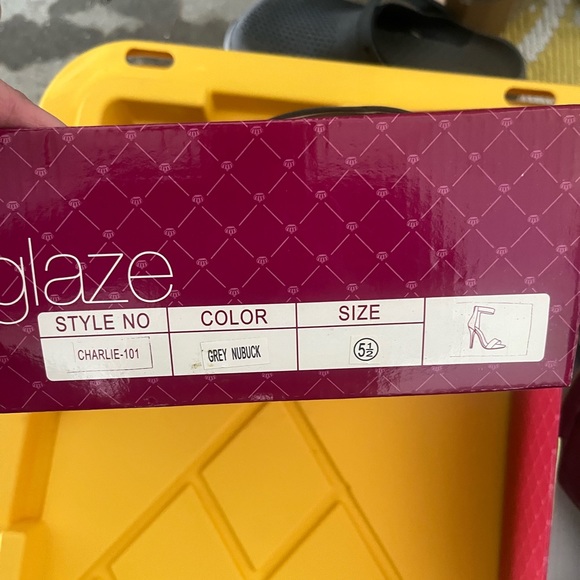 glaze
STYLE NO COLOR SIZE
CHARLIE-101 GREY NUBUCK 5½